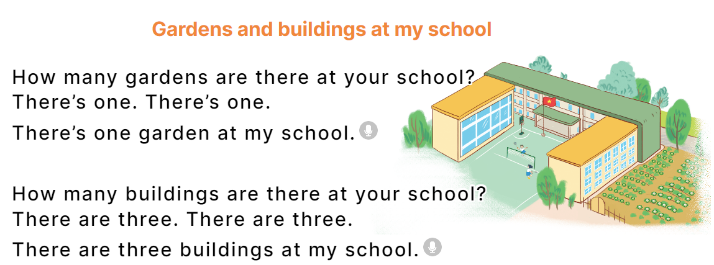 Gardens and buildings at my school
How many gardens are there at your school?
There's one. There's one.
There's one garden at my school.
How many buildings are there at your school?
There are three. There are three.
There are three buildings at my school.